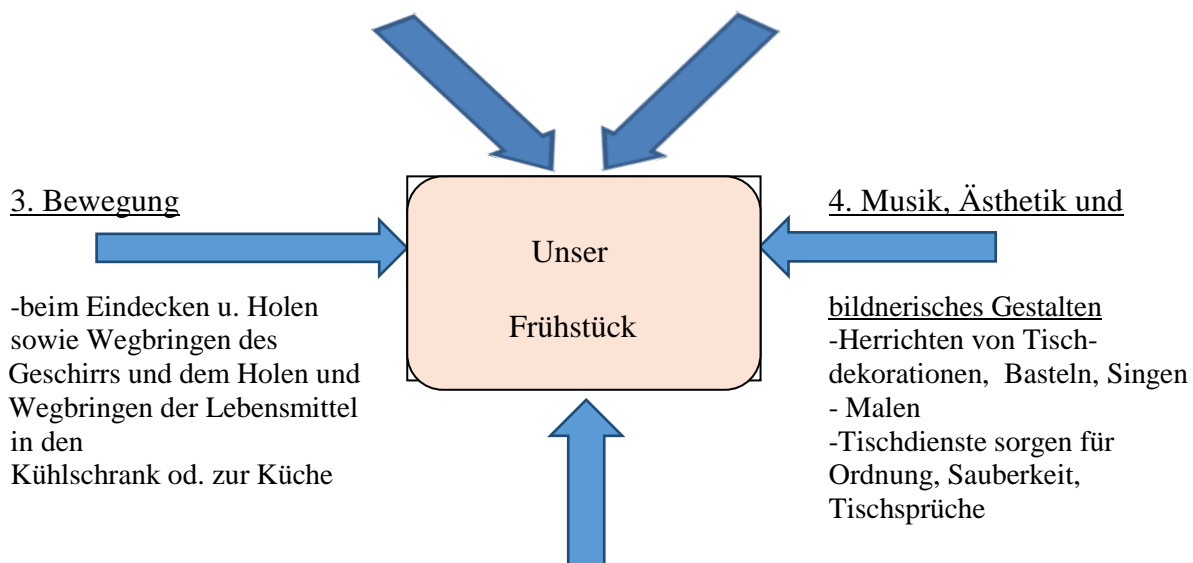 3. Bewegung
-beim Eindecken u. Holen
sowie Wegbringen des
Geschirrs und dem Holen und
Wegbringen der Lebensmittel
in den
Kühlschrank od. zur Küche
Unser
Frühstück
4. Musik, Ästhetik und
bildnerisches Gestalten
-Herrichten von Tisch-
dekorationen, Basteln, Singen
- Malen
-Tischdienste sorgen für
Ordnung, Sauberkeit,
Tischsprüche